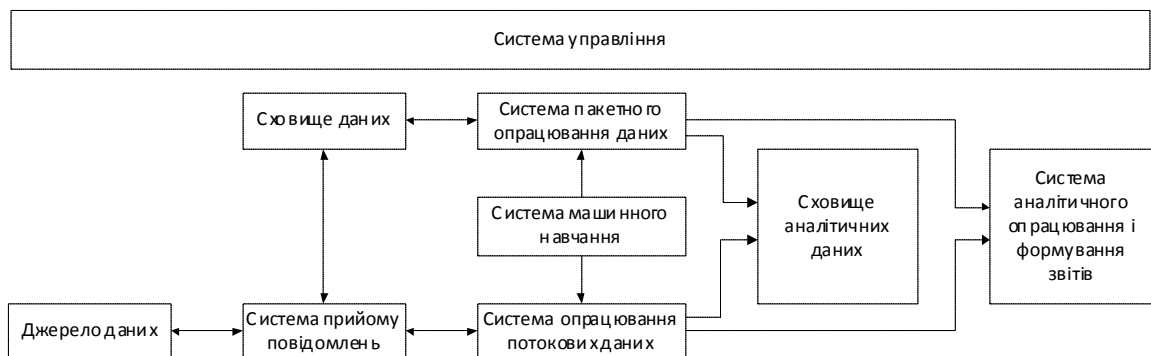 Система управління
Сховище даних
Система пакетного
опрацювання даних
Система машинного
навчання
Сховище
аналітичних
даних
Система
аналітичного
опрацювання і
формування
звітів
Джерело даних
Система прийому
повідомлень
Система опрацювання
потокових даних